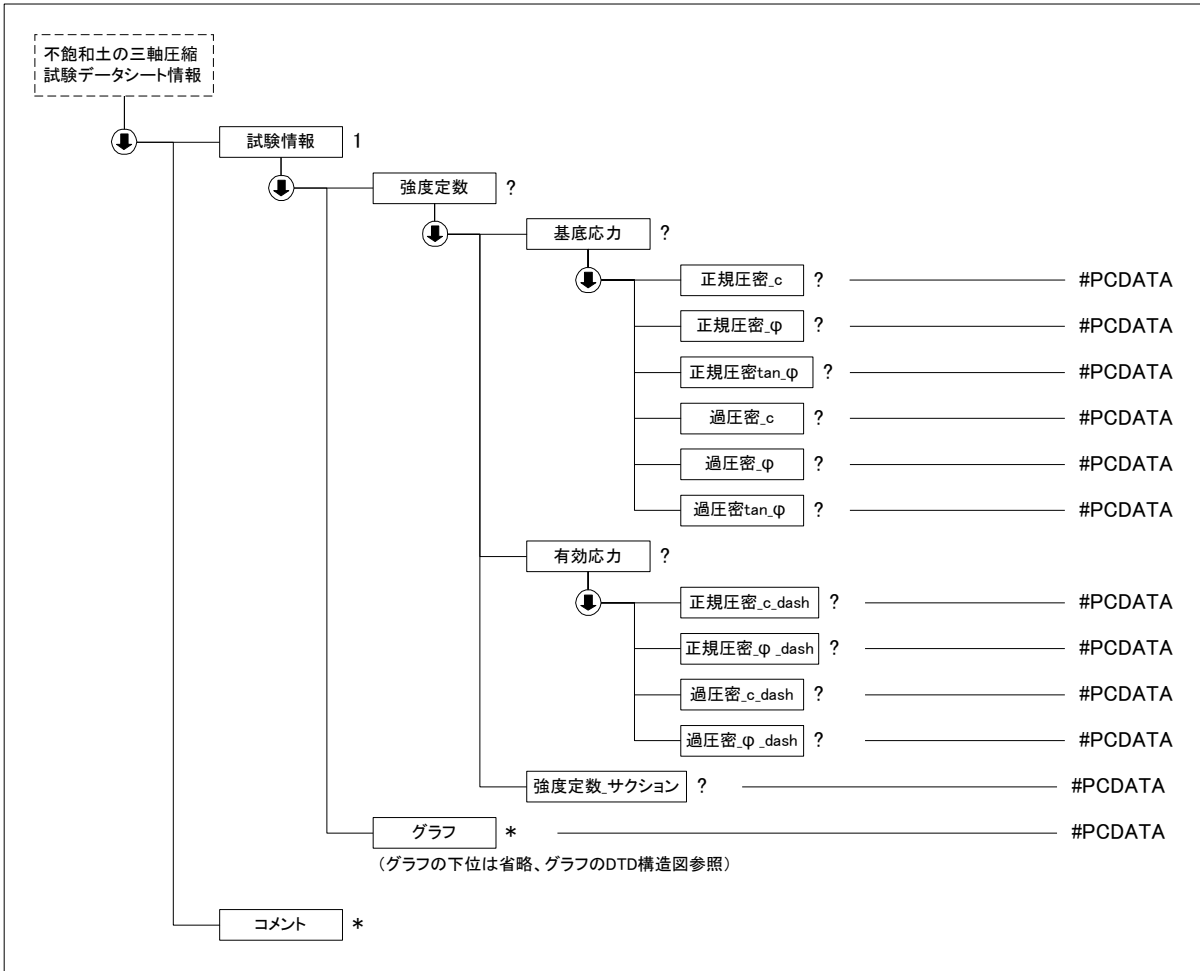 不飽和土の三軸圧縮
試験データシート情報
試験情報 1
強度定数 ?
基底応力 ?
正規圧密_c ? #PCDATA
正規圧密_φ ? #PCDATA
正規圧密tan_φ ? #PCDATA
過圧密_c ? #PCDATA
過圧密_φ ? #PCDATA
過圧密tan_φ ? #PCDATA
有効応力 ?
正規圧密_c_dash ? #PCDATA
正規圧密_φ_dash ? #PCDATA
過圧密_c_dash ? #PCDATA
過圧密_φ_dash ? #PCDATA
強度定数_サクション ? #PCDATA
グラフ * #PCDATA
（グラフの下位は省略、グラフのDTD構造図参照）
コメント *